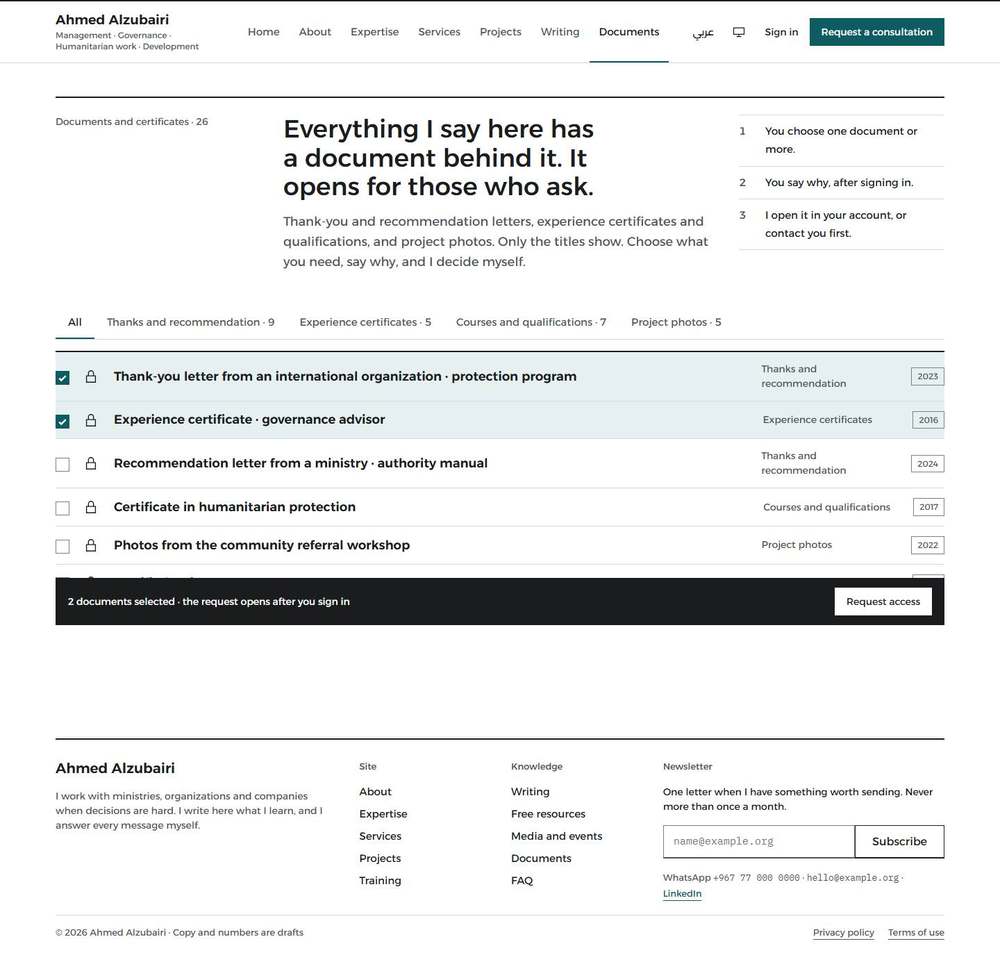 Ahmed Alzubairi
Management · Governance ·
Humanitarian work · Development
Home About Expertise Services Projects Writing Documents عربي Sign in Request a consultation
Documents and certificates · 26
Everything I say here has
a document behind it. It
opens for those who ask.
Thank-you and recommendation letters, experience certificates and
qualifications, and project photos. Only the titles show. Choose what
you need, say why, and I decide myself.
1 You choose one document or
more.
2 You say why, after signing in.
3 I open it in your account, or
contact you first.
All Thanks and recommendation · 9 Experience certificates · 5 Courses and qualifications · 7 Project photos · 5
Thank-you letter from an international organization · protection program Thanks and
recommendation 2023
Experience certificate · governance advisor Experience certificates 2016
Recommendation letter from a ministry · authority manual Thanks and
recommendation 2024
Certificate in humanitarian protection Courses and qualifications 2017
Photos from the community referral workshop Project photos 2022
2 documents selected · the request opens after you sign in Request access
Ahmed Alzubairi
I work with ministries, organizations and companies
when decisions are hard. I write here what I learn, and I
answer every message myself.
Site
About
Expertise
Services
Projects
Training
Knowledge
Writing
Free resources
Media and events
Documents
FAQ
Newsletter
One letter when I have something worth sending. Never
more than once a month.
name@example.org Subscribe
WhatsApp +967 77 000 0000 · hello@example.org ·
LinkedIn
© 2026 Ahmed Alzubairi · Copy and numbers are drafts
Privacy policy Terms of use